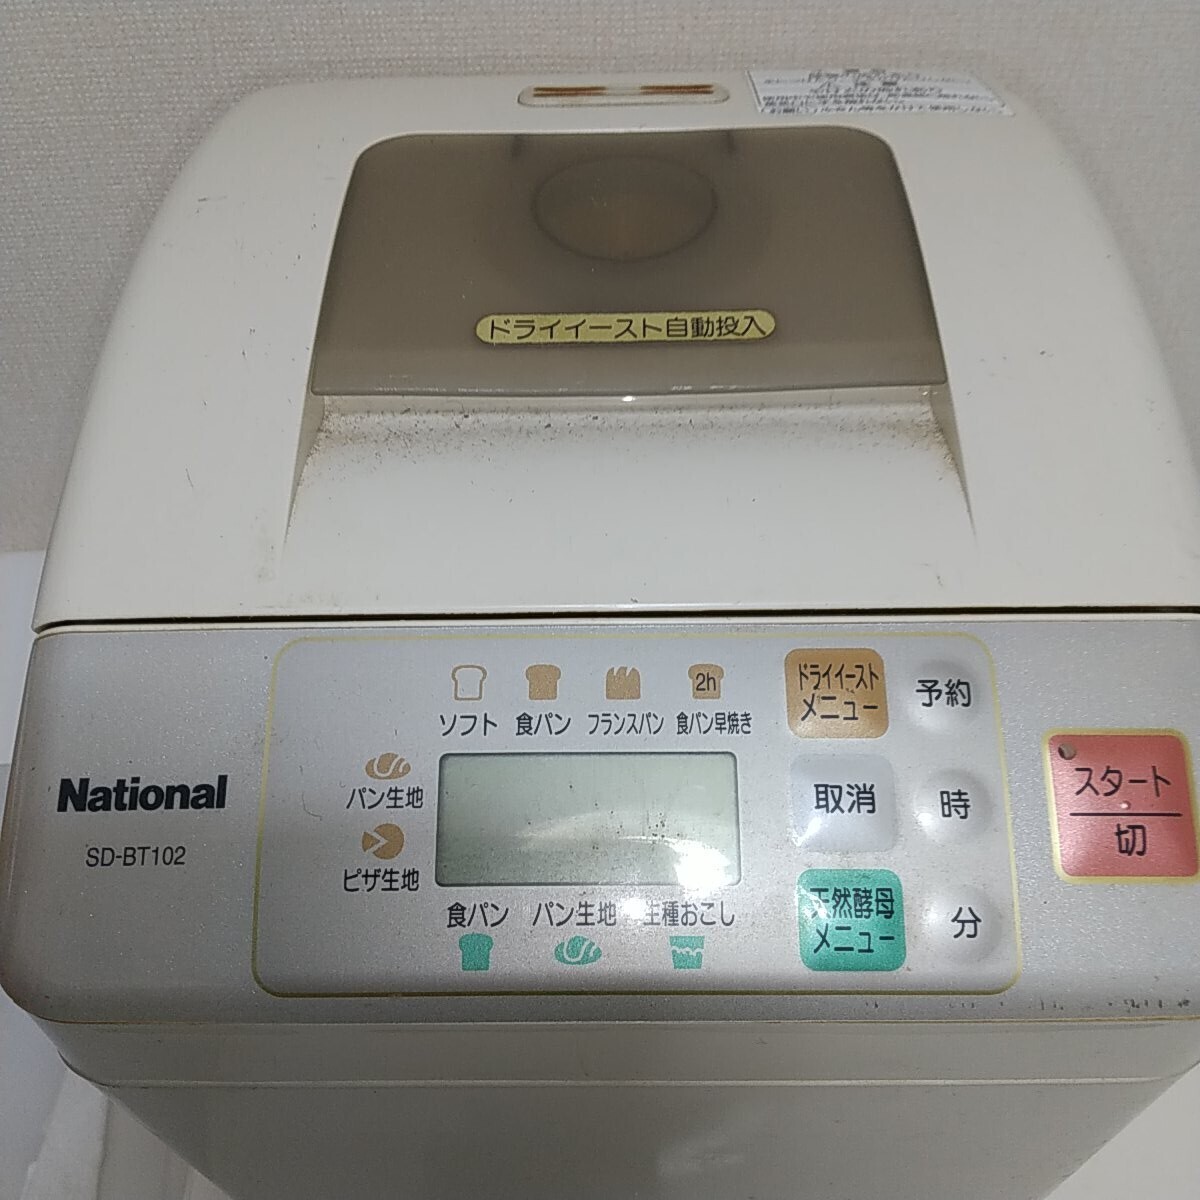 ドライイースト自動投入
National
SD-BT102
ソフト
食パン
フランスパン
2h
食パン早焼き
パン生地
ピザ生地
食パン
パン生地
生種おこし
ドライイースト
メニュー
予約
取消
時
天然酵母
メニュー
分
スタート
切